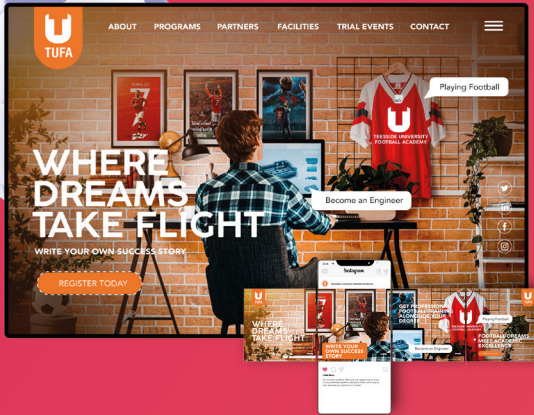 TUFA
ABOUT
PROGRAMS
PARTNERS
FACILITIES
TRIAL EVENTS
CONTACT
Playing Football
TEESSIDE UNIVERSITY
FOOTBALL ACADEMY
WHERE
DREAMS
TAKE FLIGHT
Become an Engineer
WRITE YOUR OWN SUCCESS STORY
REGISTER TODAY
Instagram
TUFA
WHERE
DREAMS
TAKE FLIGHT
WRITE YOUR
OWN SUCCESS
STORY
GET PROFESSIONAL
FOOTBALL TRAINING
ALONGSIDE YOUR
DEGREE
Become an Engineer
Playing Football
FOOTBALL DREAMS
MEET ACADEMIC
EXCELLENCE